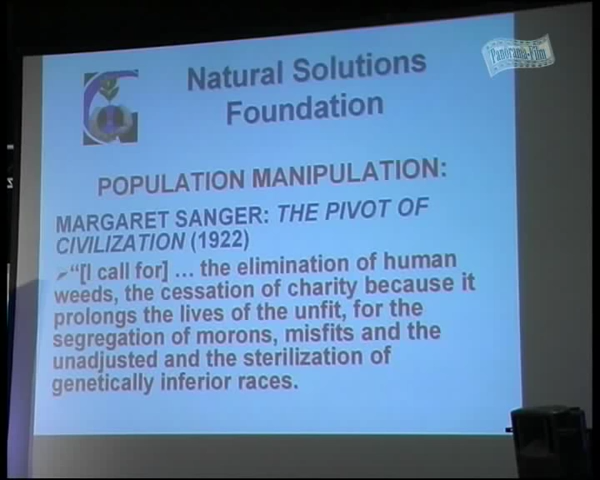 Panorama-Film
Natural Solutions
Foundation
POPULATION MANIPULATION:
MARGARET SANGER: THE PIVOT OF
CIVILIZATION (1922)
➢"[I call for] … the elimination of human
weeds, the cessation of charity because it
prolongs the lives of the unfit, for the
segregation of morons, misfits and the
unadjusted and the sterilization of
genetically inferior races.